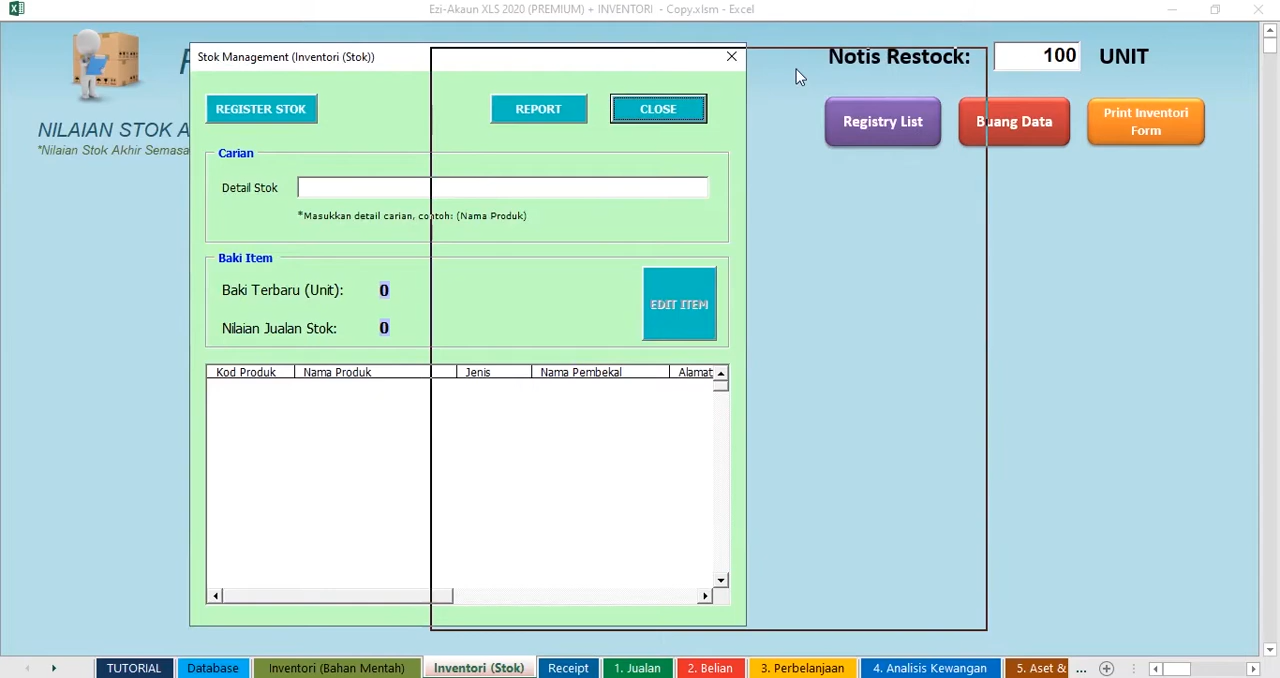 Ezi-Akaun XLS 2020 (PREMIUM) + INVENTORI - Copy.xlsm - Excel
Stok Management (Inventori (Stok))
Notis Restock: 100 UNIT
REGISTER STOK REPORT CLOSE
Registry List Buang Data Print Inventori
Form
NILAIAN STOK A
*Nilaian Stok Akhir Semasa
Carian
Detail Stok
*Masukkan detail carian, contoh: (Nama Produk)
Baki Item
Baki Terbaru (Unit): 0
EDIT ITEM
Nilaian Jualan Stok: 0
Kod Produk Nama Produk Jenis Nama Pembekal Alamat
TUTORIAL Database Inventori (Bahan Mentah) Inventori (Stok) Receipt 1. Jualan 2. Belian 3. Perbelanjaan 4. Analisis Kewangan 5. Aset & ...